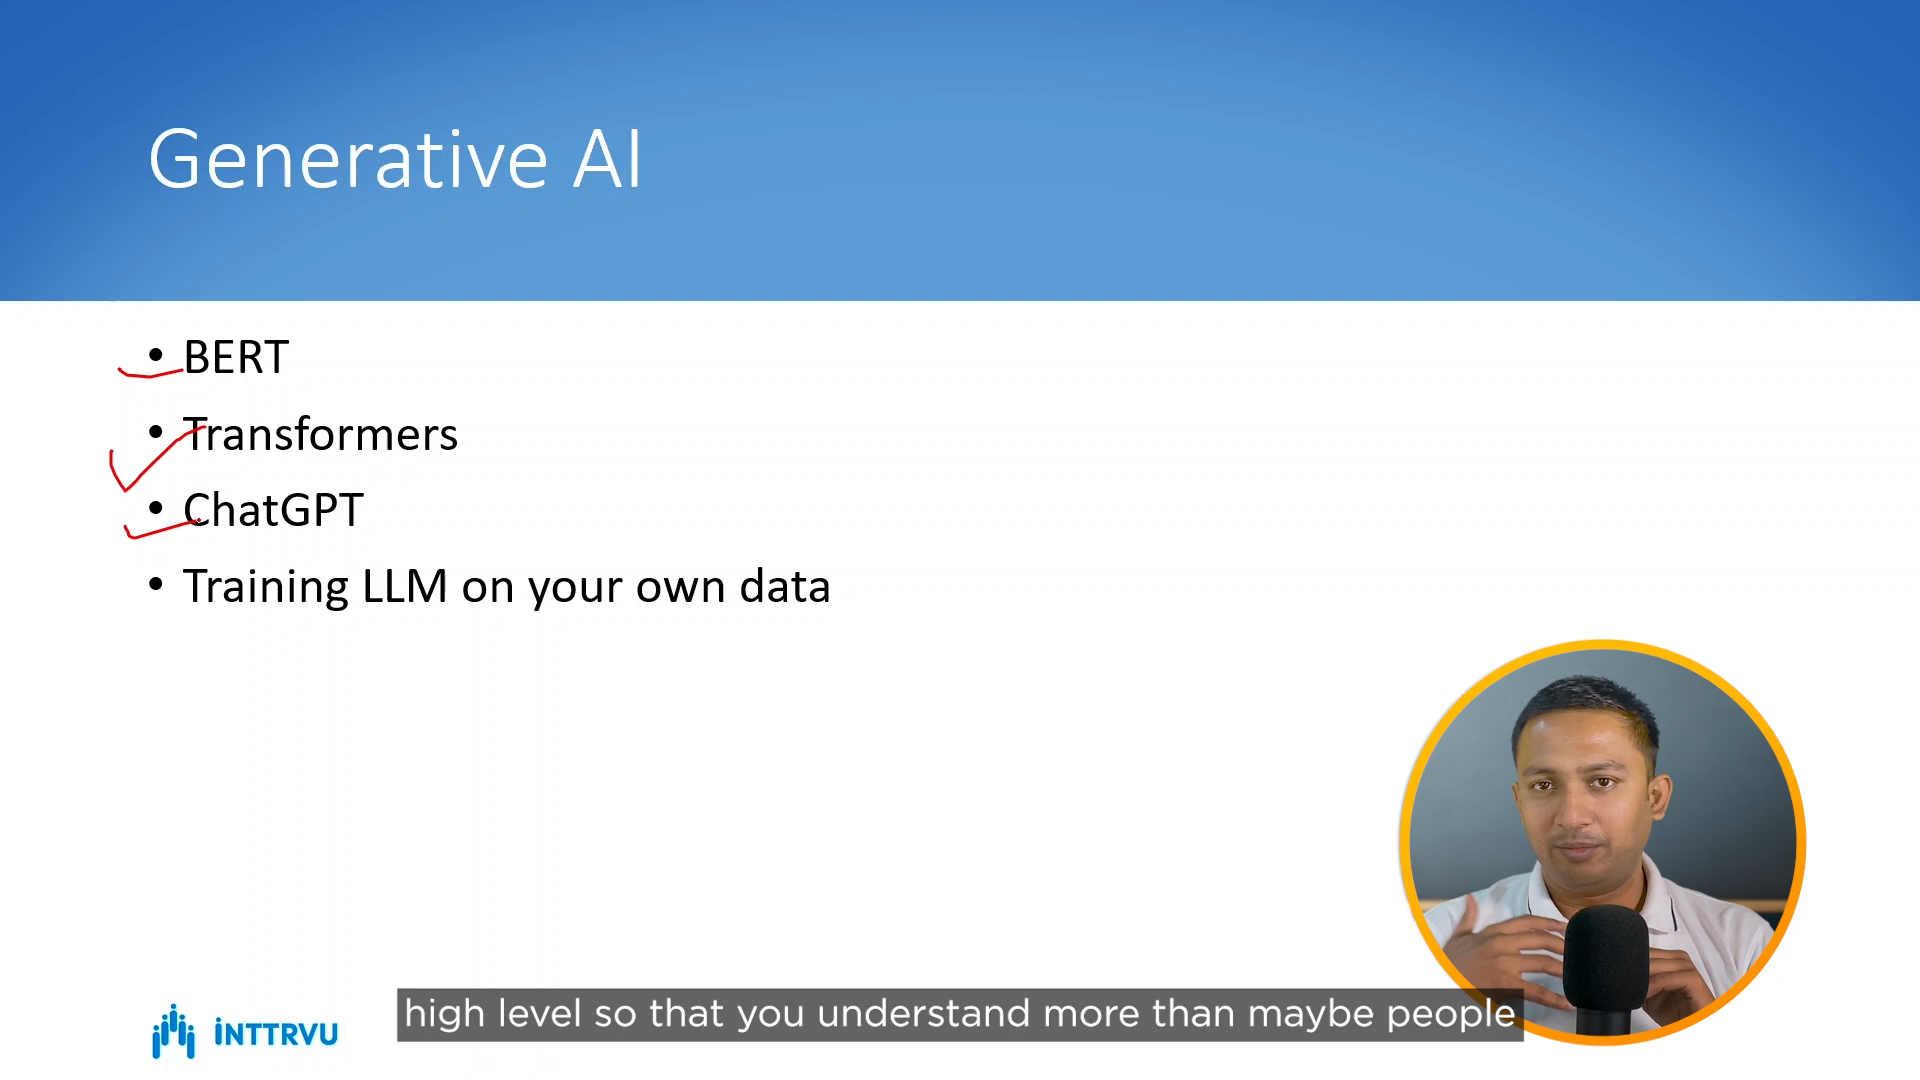 Generative AI
• BERT
• Transformers
• ChatGPT
• Training LLM on your own data
high level so that you understand more than maybe people
INTTRVU